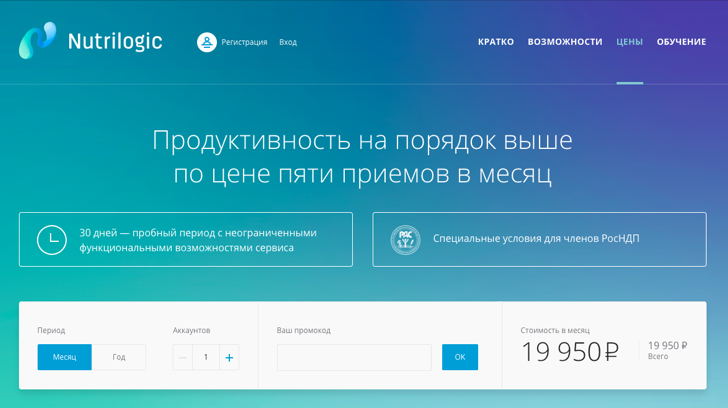 Nutrilogic
Регистрация
Вход
КРАТКО
ВОЗМОЖНОСТИ
ЦЕНЫ
ОБУЧЕНИЕ
Продуктивность на порядок выше
по цене пяти приемов в месяц
30 дней — пробный период с неограниченными
функциональными возможностями сервиса
Специальные условия для членов РосНДП
Период
Месяц
Год
Аккаунтов
— 1 +
Ваш промокод
OK
Стоимость в месяц
19 950 ₽
19 950 ₽
Всего